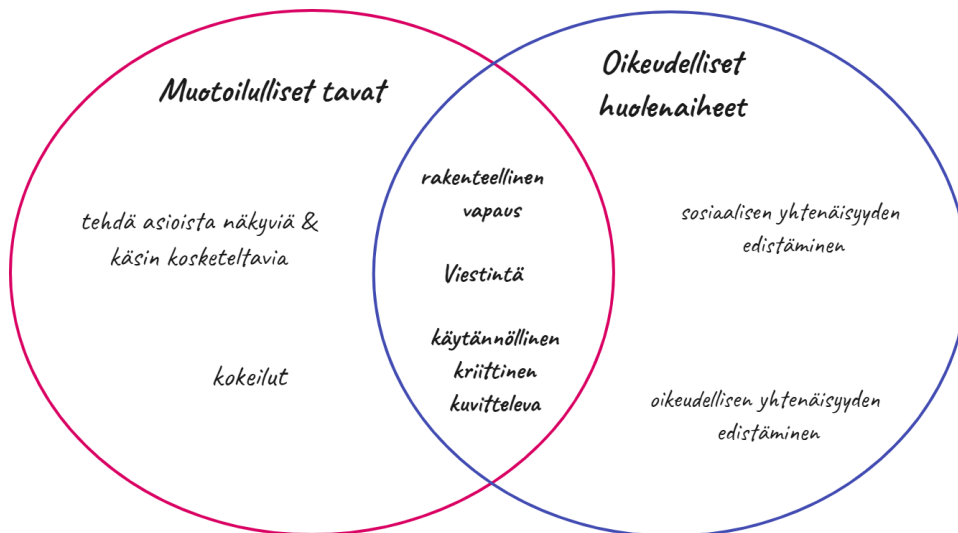 Muotoilulliset tavat
tehdä asioista näkyviä &
käsin kosketeltavia
kokeilut
rakenteellinen
vapaus
Viestintä
käytännöllinen
kriittinen
kuvitteleva
Oikeudelliset
huolenaiheet
sosiaalisen yhtenäisyyden
edistäminen
oikeudellisen yhtenäisyyden
edistäminen